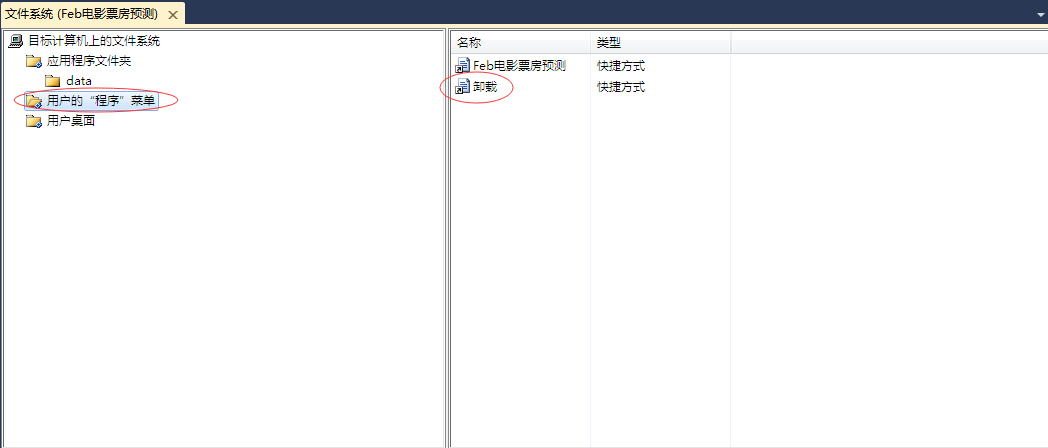 文件系统 (Feb电影票房预测)
目标计算机上的文件系统
应用程序文件夹
data
用户的“程序”菜单
用户桌面
名称 类型
Feb电影票房预测 快捷方式
卸载 快捷方式